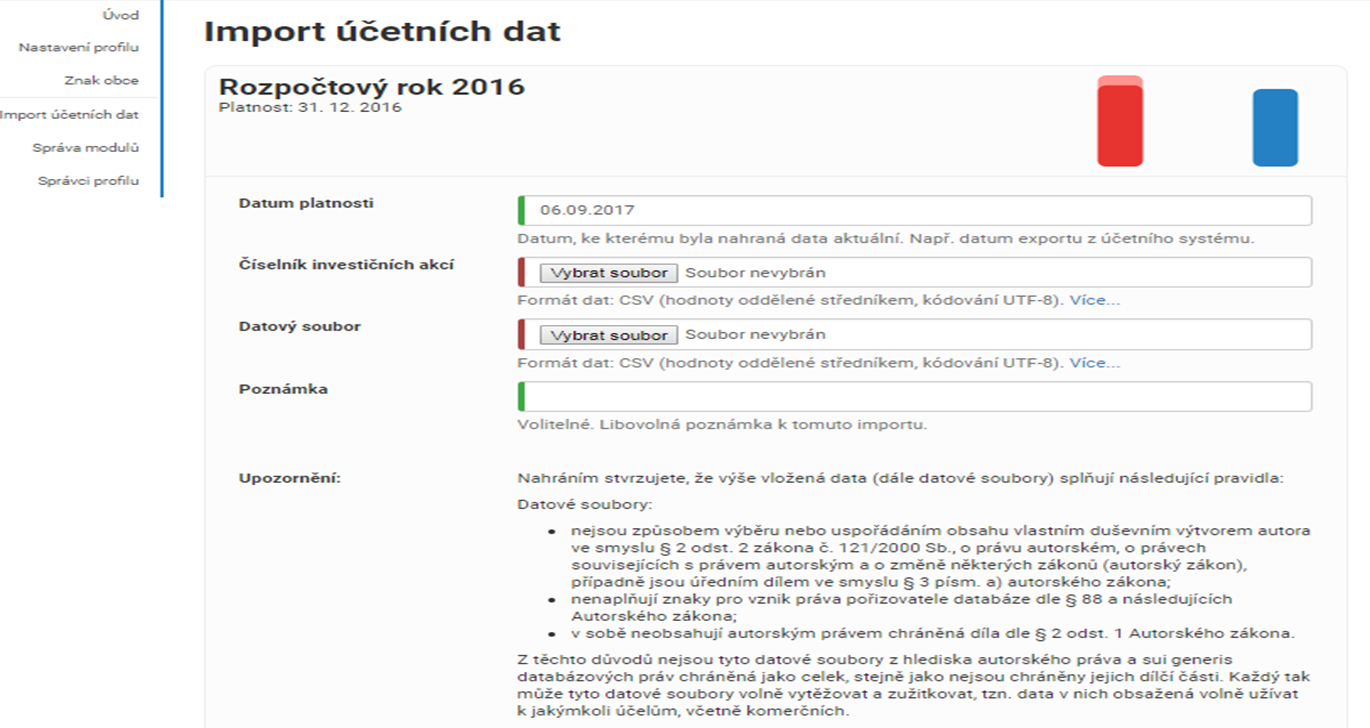 Úvod
Nastavení profilu
Znak obce
Import účetních dat
Správa modulů
Správci profilu
Import účetních dat
Rozpočtový rok 2016
Platnost: 31. 12. 2016
Datum platnosti
06.09.2017
Datum, ke kterému byla nahraná data aktuální. Např. datum exportu z účetního systému.
Číselník investičních akcí
Vybrat soubor Soubor nevybrán
Formát dat: CSV (hodnoty oddělené středníkem, kódování UTF-8). Více...
Datový soubor
Vybrat soubor Soubor nevybrán
Formát dat: CSV (hodnoty oddělené středníkem, kódování UTF-8). Více...
Poznámka
Volitelné. Libovolná poznámka k tomuto importu.
Upozornění:
Nahráním stvrzujete, že výše vložená data (dále datové soubory) splňují následující pravidla:
Datové soubory:
• nejsou způsobem výběru nebo uspořádáním obsahu vlastním duševním výtvorem autora
ve smyslu § 2 odst. 2 zákona č. 121/2000 Sb., o právu autorském, o právech
souvisejících s právem autorským a o změně některých zákonů (autorský zákon),
případně jsou úředním dílem ve smyslu § 3 písm. a) autorského zákona;
• nenaplňují znaky pro vznik práva pořizovatele databáze dle § 88 a následujících
Autorského zákona;
• v sobě neobsahují autorským právem chráněná díla dle § 2 odst. 1 Autorského zákona.
Z těchto důvodů nejsou tyto datové soubory z hlediska autorského práva a sui generis
databázových práv chráněná jako celek, stejně jako nejsou chráněny jejich dílčí části. Každý tak
může tyto datové soubory volně vytěžovat a zužitkovat, tzn. data v nich obsažená volně užívat
k jakýmkoli účelům, včetně komerčních.